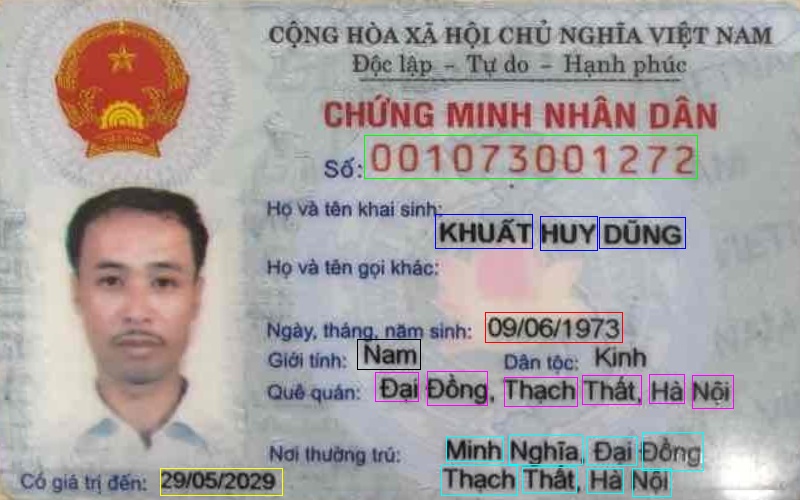 CỘNG HÒA XÃ HỘI CHỦ NGHĨA VIỆT NAM
Độc lập - Tự do - Hạnh phúc
CHỨNG MINH NHÂN DÂN
Số: 001073001272
Họ và tên khai sinh:
KHUẤT HUY DŨNG
Họ và tên gọi khác:
Ngày, tháng, năm sinh: 09/06/1973
Giới tính: Nam Dân tộc: Kinh
Quê quán: Đại Đồng, Thạch Thất, Hà Nội
Nơi thường trú: Minh Nghĩa, Đại Đồng
Thạch Thất, Hà Nội
Có giá trị đến: 29/05/2029